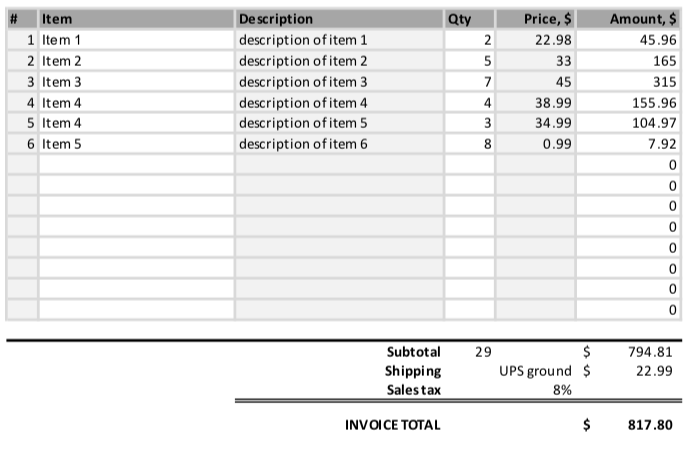 # Item Description Qty Price, $ Amount, $
1 Item 1 description of item 1 2 22.98 45.96
2 Item 2 description of item 2 5 33 165
3 Item 3 description of item 3 7 45 315
4 Item 4 description of item 4 4 38.99 155.96
5 Item 4 description of item 5 3 34.99 104.97
6 Item 5 description of item 6 8 0.99 7.92
0
0
0
0
0
0
0
0
Subtotal 29 $ 794.81
Shipping UPS ground $ 22.99
Sales tax 8%
INVOICE TOTAL $ 817.80